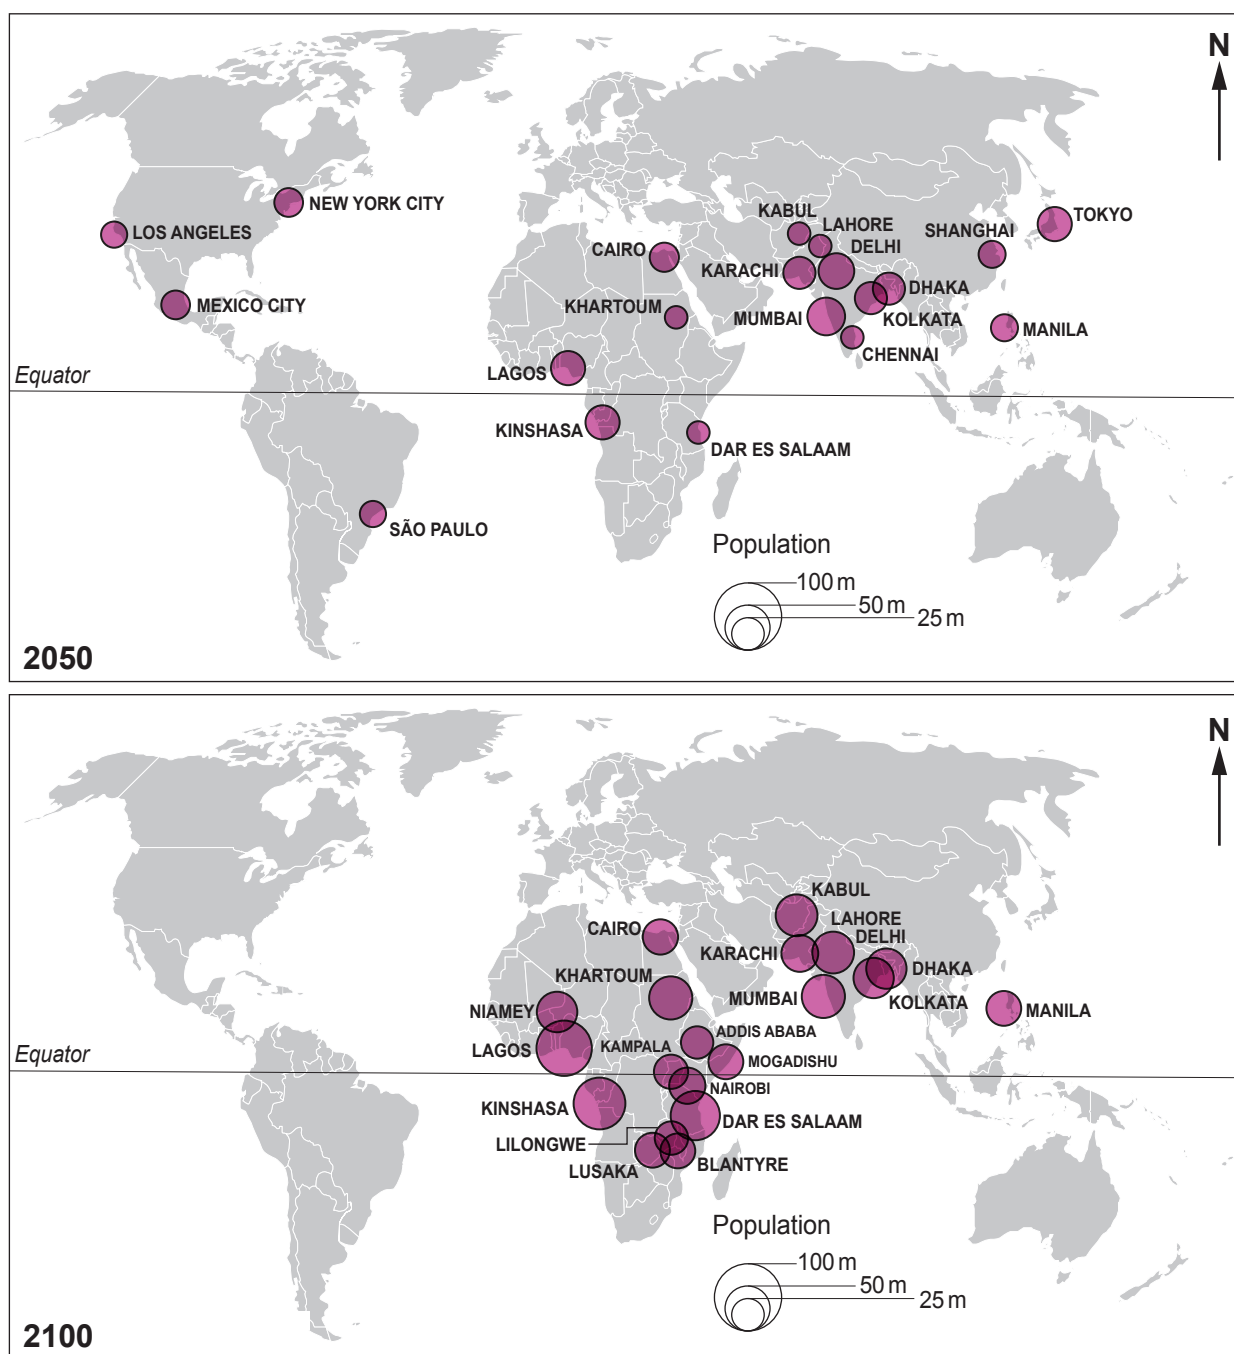 N
NEW YORK CITY
LOS ANGELES
MEXICO CITY
KABUL
LAHORE
DELHI
SHANGHAI
TOKYO
CAIRO
KARACHI
DHAKA
KHARTOUM
MUMBAI
KOLKATA
MANILA
CHENNAI
LAGOS
Equator
KINSHASA
DAR ES SALAAM
SÃO PAULO
Population
100 m
50 m
25 m
2050
N
KABUL
LAHORE
DELHI
CAIRO
KARACHI
DHAKA
KHARTOUM
MUMBAI
KOLKATA
MANILA
NIAMEY
ADDIS ABABA
LAGOS
KAMPALA
MOGADISHU
Equator
NAIROBI
KINSHASA
DAR ES SALAAM
LILONGWE
LUSAKA
BLANTYRE
Population
100 m
50 m
25 m
2100